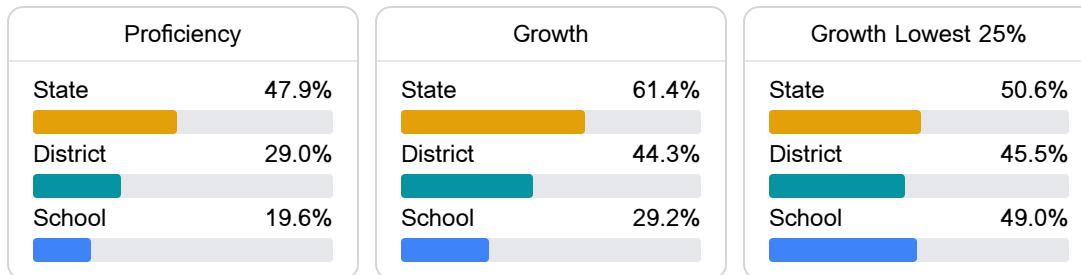 Proficiency
State 47.9%
District 29.0%
School 19.6%
Growth
State 61.4%
District 44.3%
School 29.2%
Growth Lowest 25%
State 50.6%
District 45.5%
School 49.0%